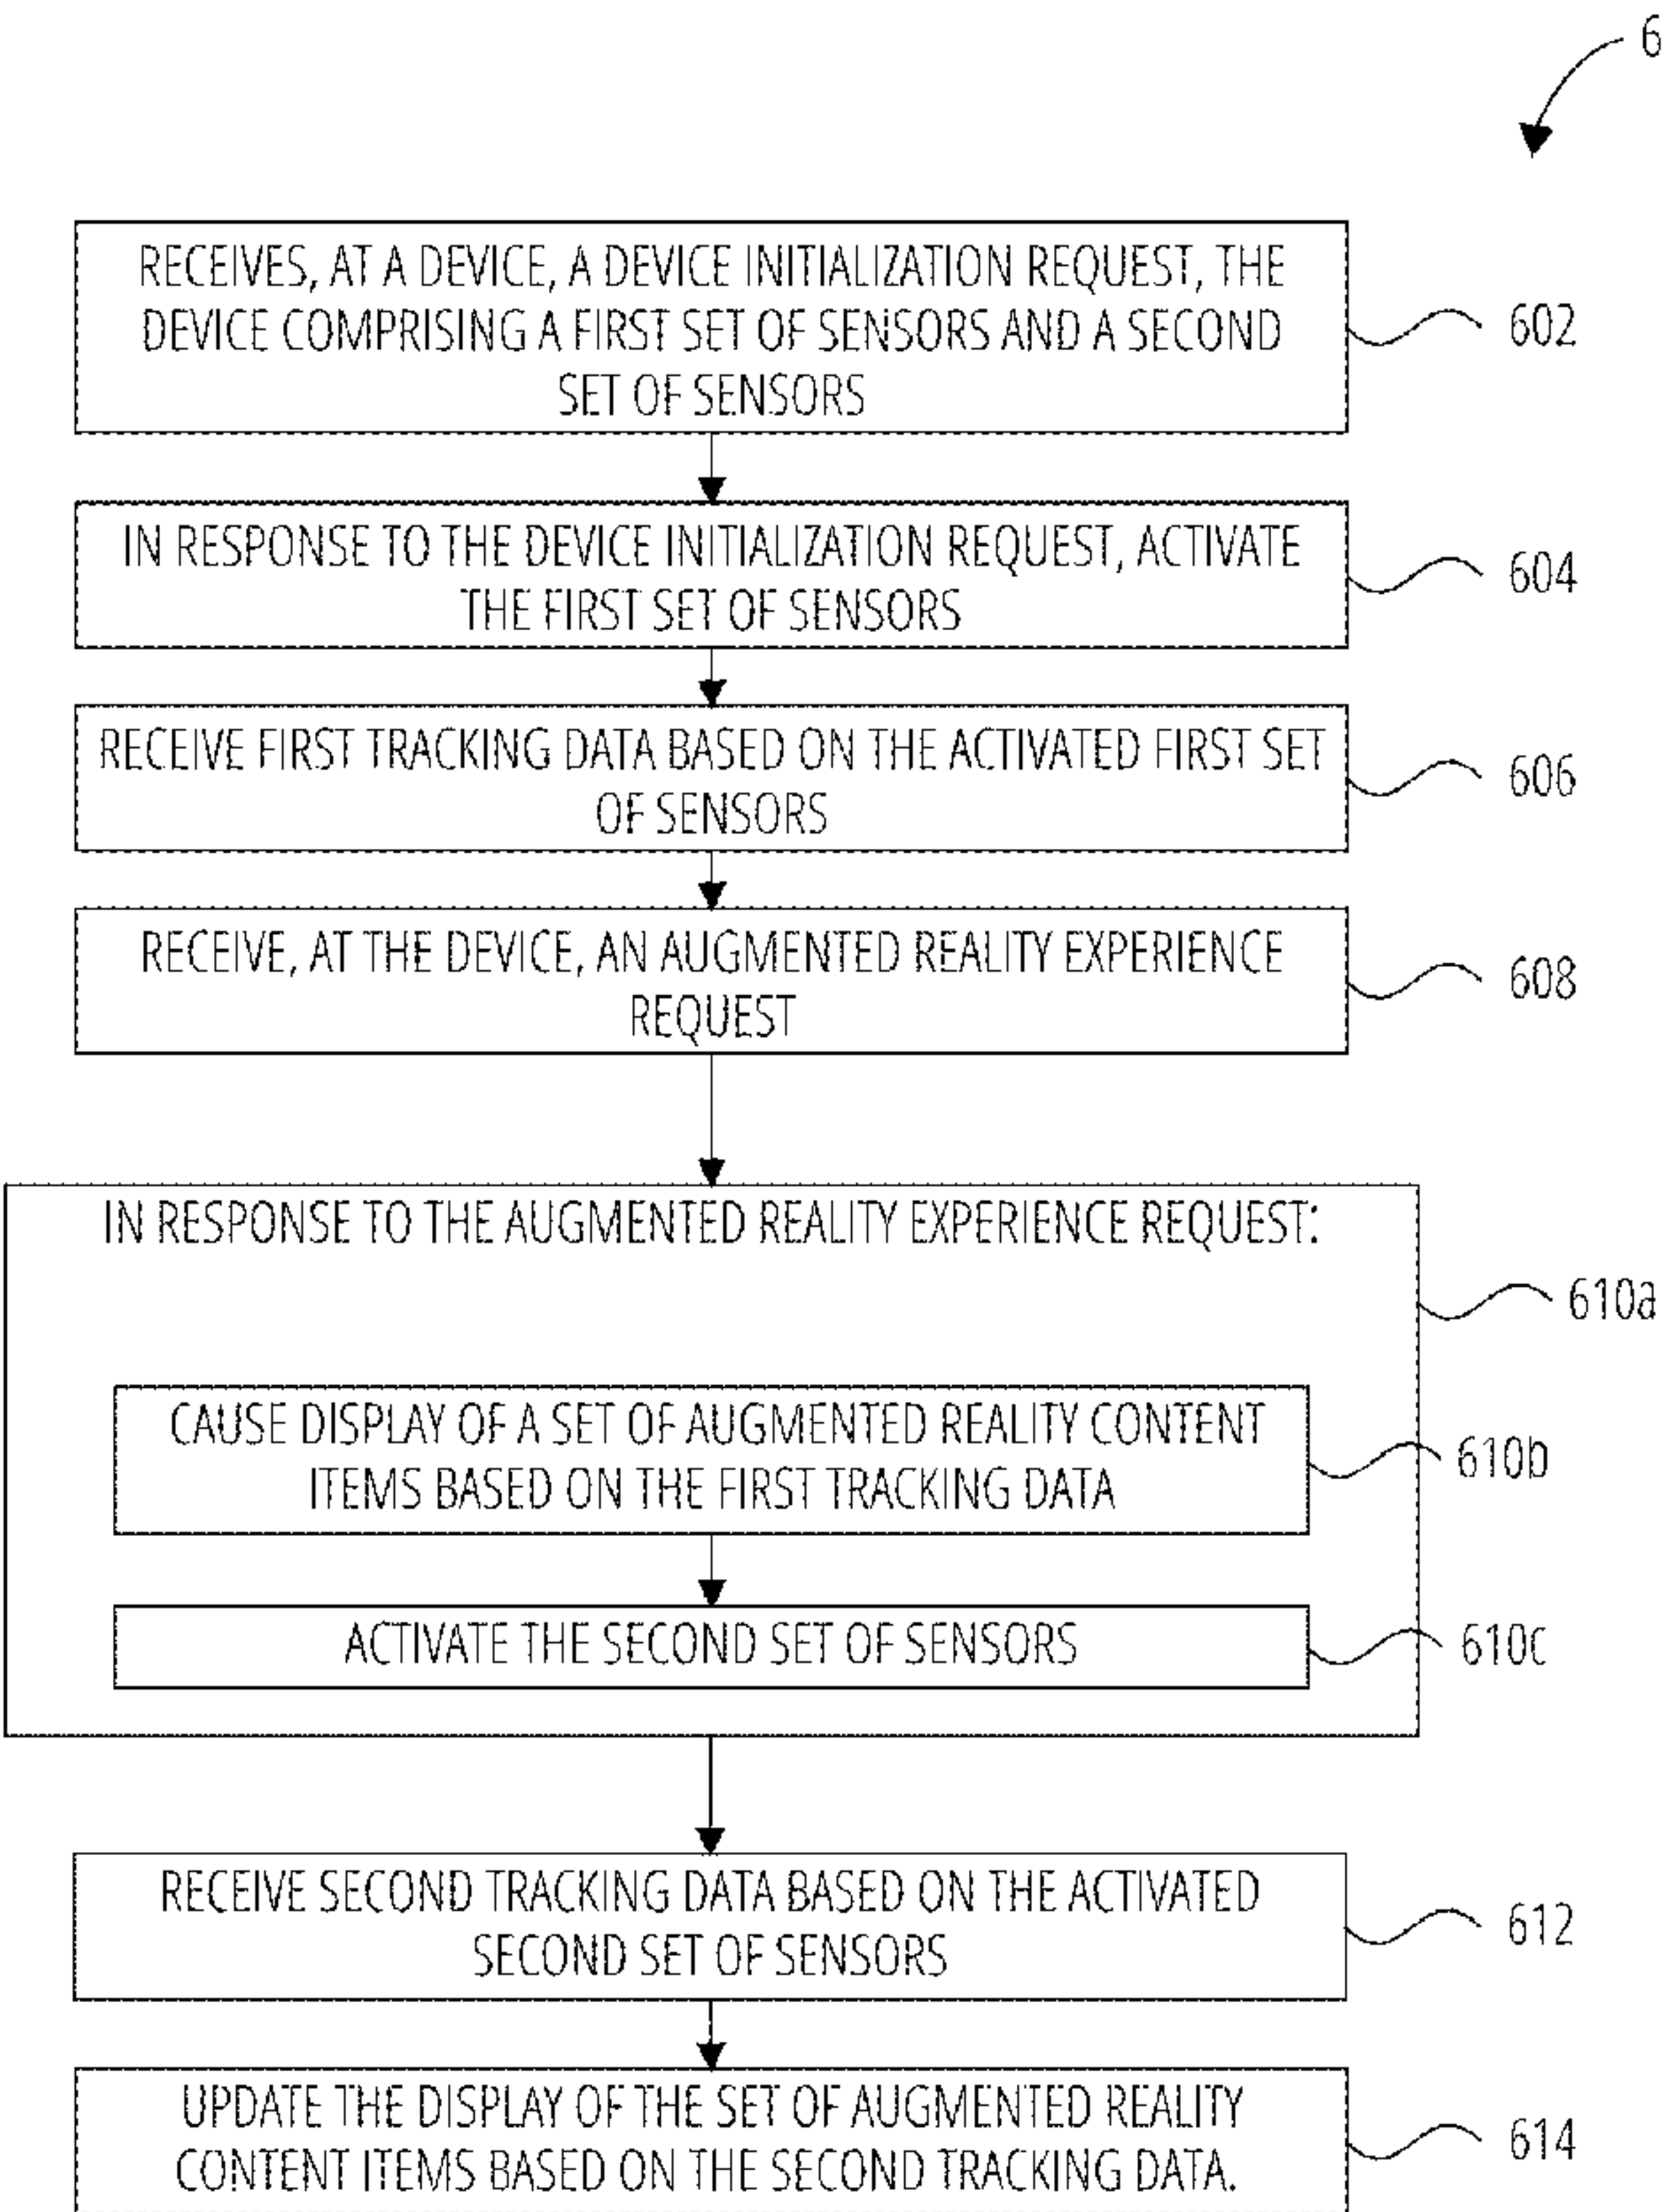 6
RECEIVES, AT A DEVICE, A DEVICE INITIALIZATION REQUEST, THE
DEVICE COMPRISING A FIRST SET OF SENSORS AND A SECOND
SET OF SENSORS
602
IN RESPONSE TO THE DEVICE INITIALIZATION REQUEST, ACTIVATE
THE FIRST SET OF SENSORS
604
RECEIVE FIRST TRACKING DATA BASED ON THE ACTIVATED FIRST SET
OF SENSORS
606
RECEIVE, AT THE DEVICE, AN AUGMENTED REALITY EXPERIENCE
REQUEST
608
IN RESPONSE TO THE AUGMENTED REALITY EXPERIENCE REQUEST:
610a
CAUSE DISPLAY OF A SET OF AUGMENTED REALITY CONTENT
ITEMS BASED ON THE FIRST TRACKING DATA
610b
ACTIVATE THE SECOND SET OF SENSORS
610c
RECEIVE SECOND TRACKING DATA BASED ON THE ACTIVATED
SECOND SET OF SENSORS
612
UPDATE THE DISPLAY OF THE SET OF AUGMENTED REALITY
CONTENT ITEMS BASED ON THE SECOND TRACKING DATA.
614